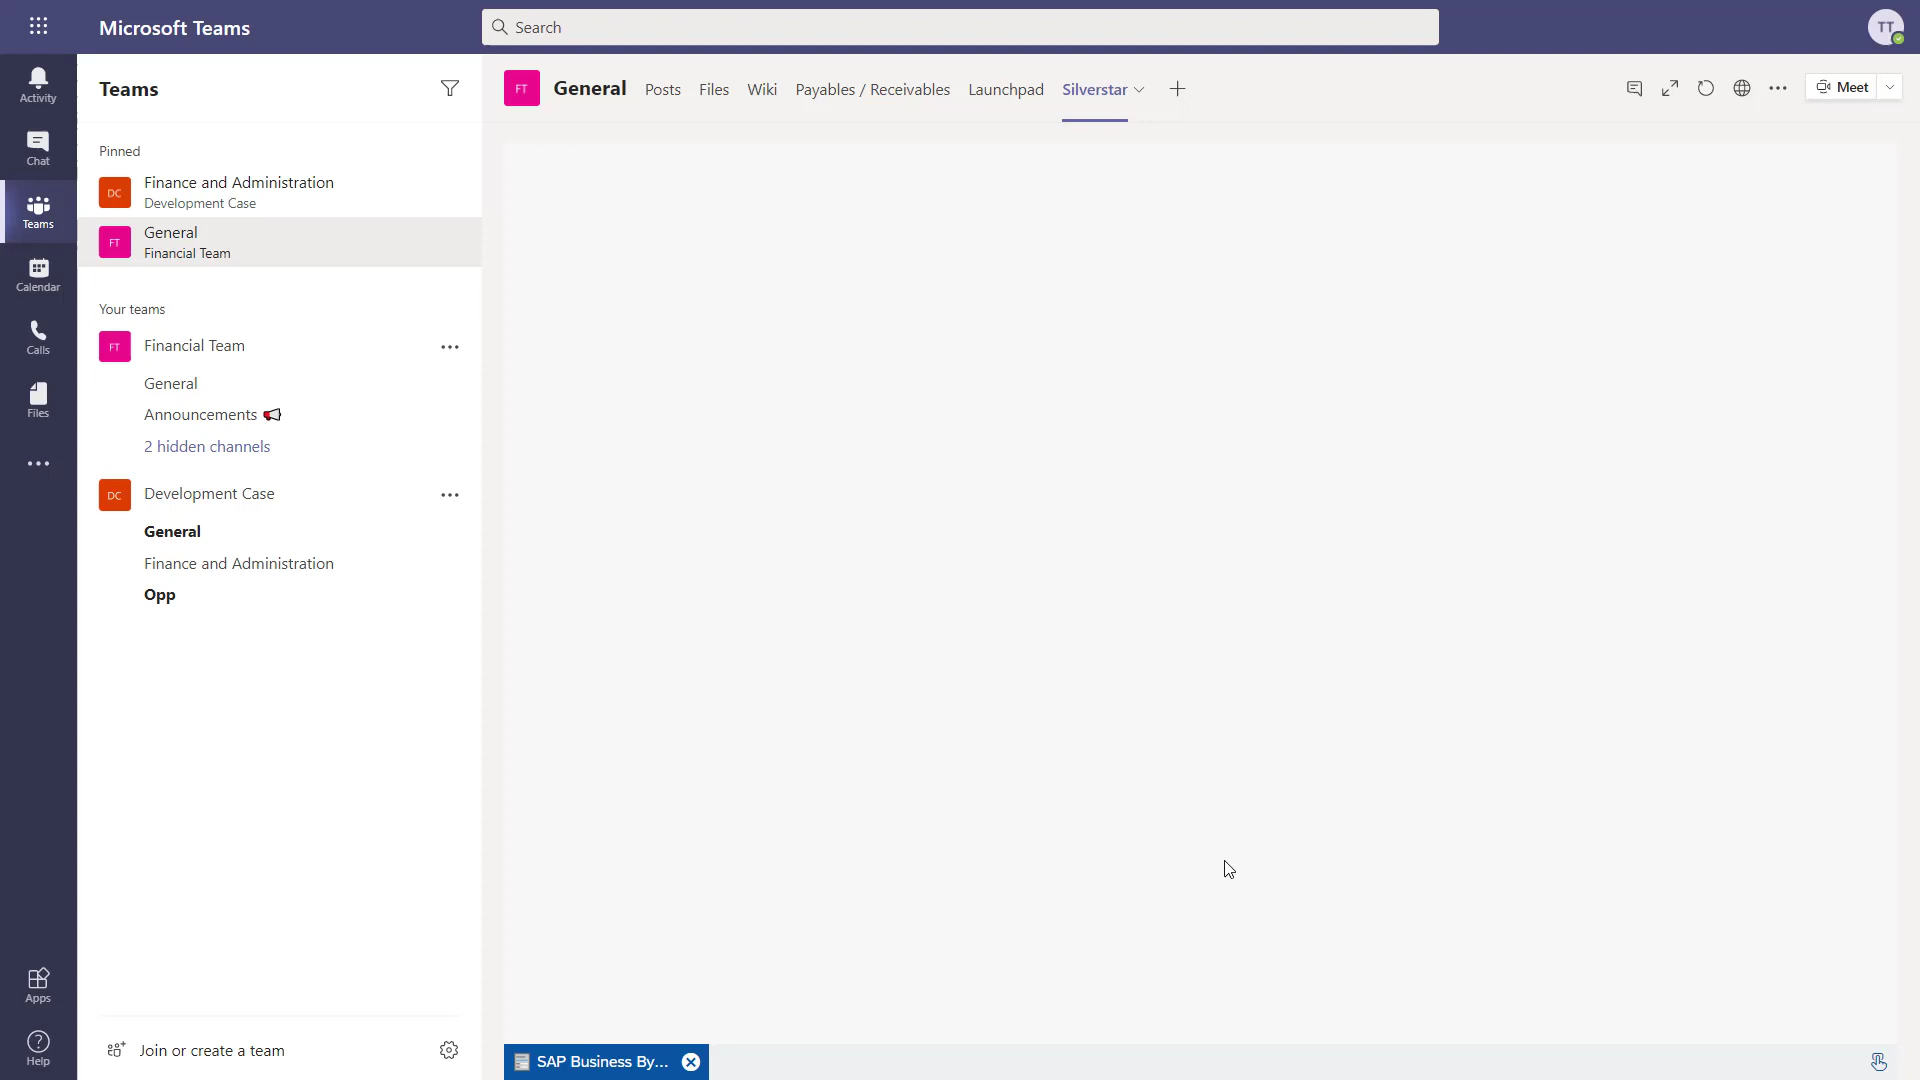 Microsoft Teams
Search
TT
Activity
Chat
Teams
Calendar
Calls
Files
Apps
Help
Teams
Pinned
DC
Finance and Administration
Development Case
FT
General
Financial Team
Your teams
FT
Financial Team
General
Announcements
2 hidden channels
DC
Development Case
General
Finance and Administration
Opp
Join or create a team
FT
General
Posts
Files
Wiki
Payables / Receivables
Launchpad
Silverstar
Meet
SAP Business By...